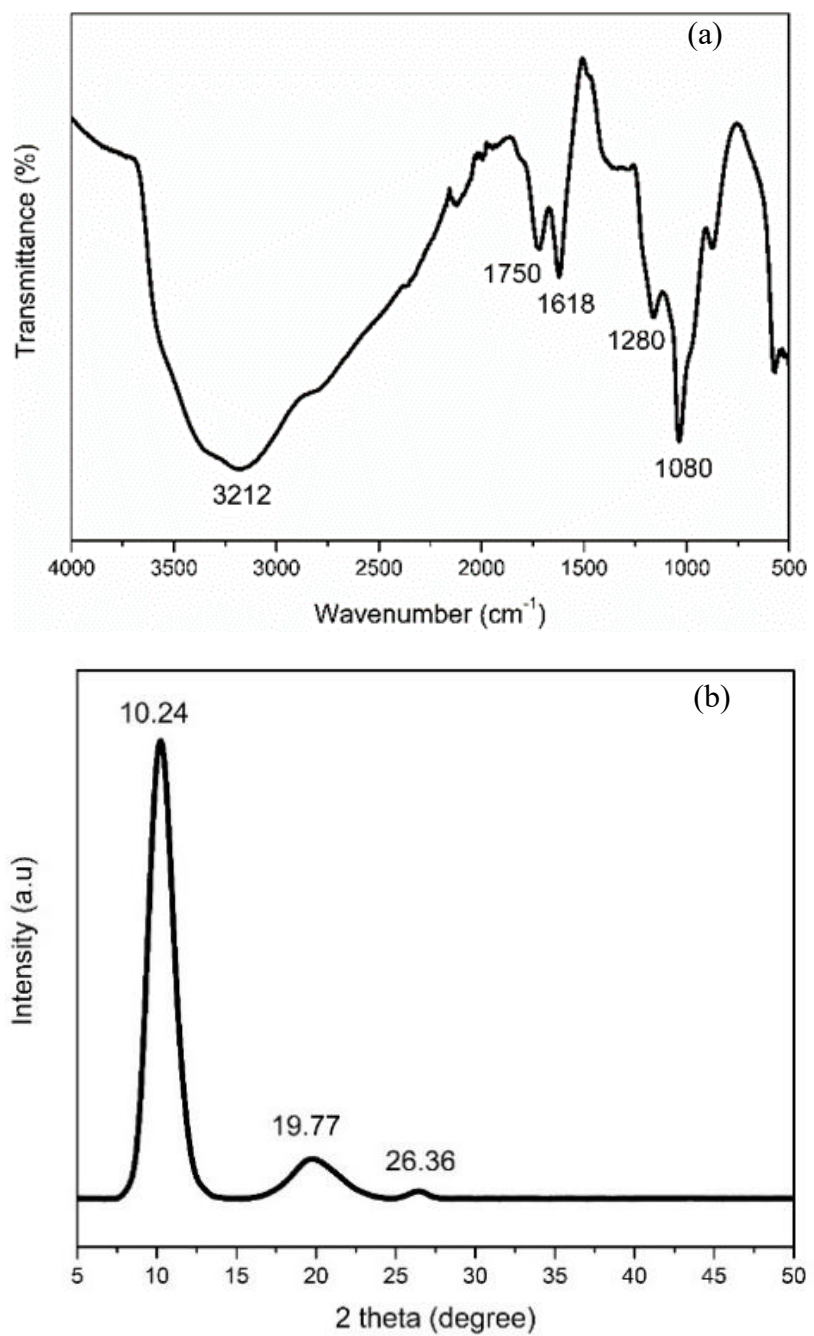 (a)
Transmittance (%)
1750
1618
1280
1080
3212
4000 3500 3000 2500 2000 1500 1000 500
Wavenumber (cm⁻¹)
(b)
10.24
Intensity (a.u)
19.77
26.36
5 10 15 20 25 30 35 40 45 50
2 theta (degree)